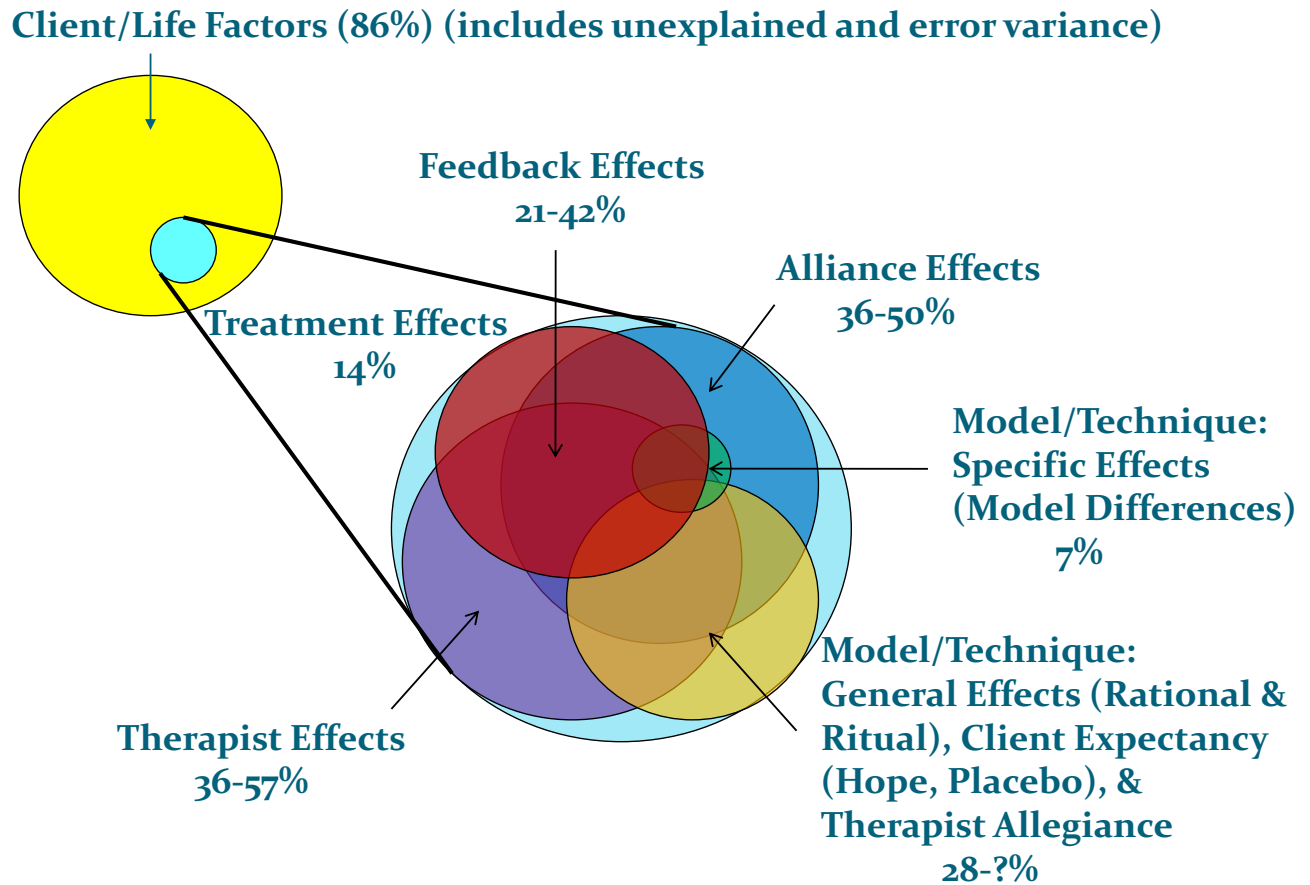 Client/Life Factors (86%) (includes unexplained and error variance)
Feedback Effects
21-42%
Alliance Effects
36-50%
Treatment Effects
14%
Model/Technique:
Specific Effects
(Model Differences)
7%
Model/Technique:
General Effects (Rational &
Ritual), Client Expectancy
(Hope, Placebo), &
Therapist Allegiance
28-?%
Therapist Effects
36-57%